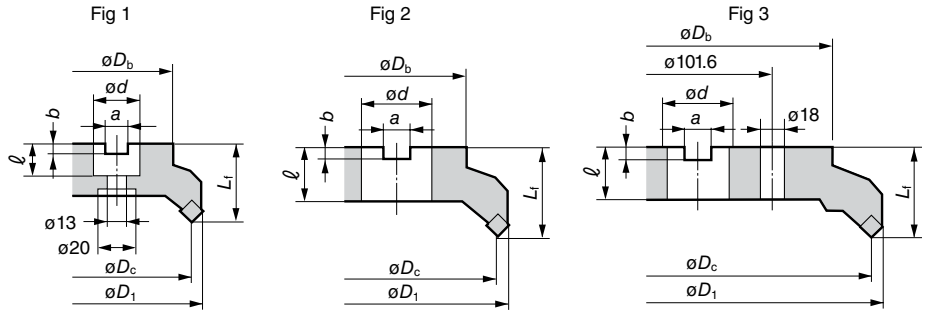 Fig 1
øDb
ød
b
a
ℓ
Lf
ø13
ø20
øDc
øD1
Fig 2
øDb
ød
b
a
ℓ
Lf
øDc
øD1
Fig 3
øDb
ø101.6
ød
b
a
ø18
ℓ
Lf
øDc
øD1